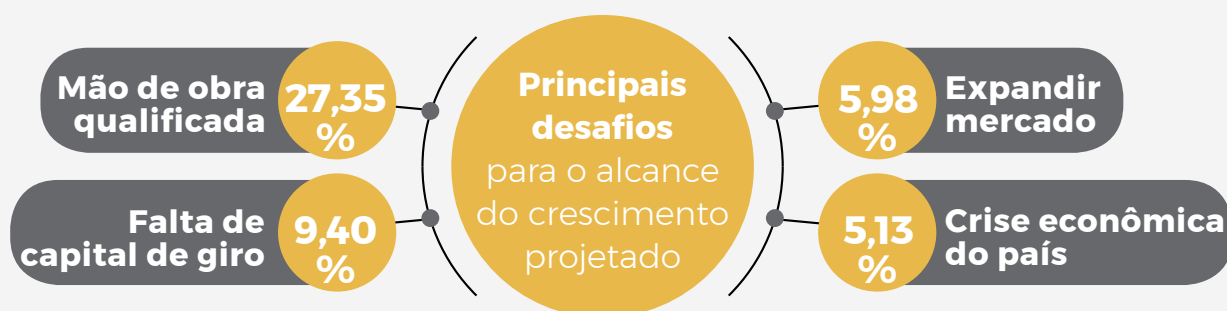 Mão de obra
qualificada
27,35
%
Falta de
capital de giro
9,40
%
Principais
desafios
para o alcance
do crescimento
projetado
5,98
%
Expandir
mercado
5,13
%
Crise econômica
do país